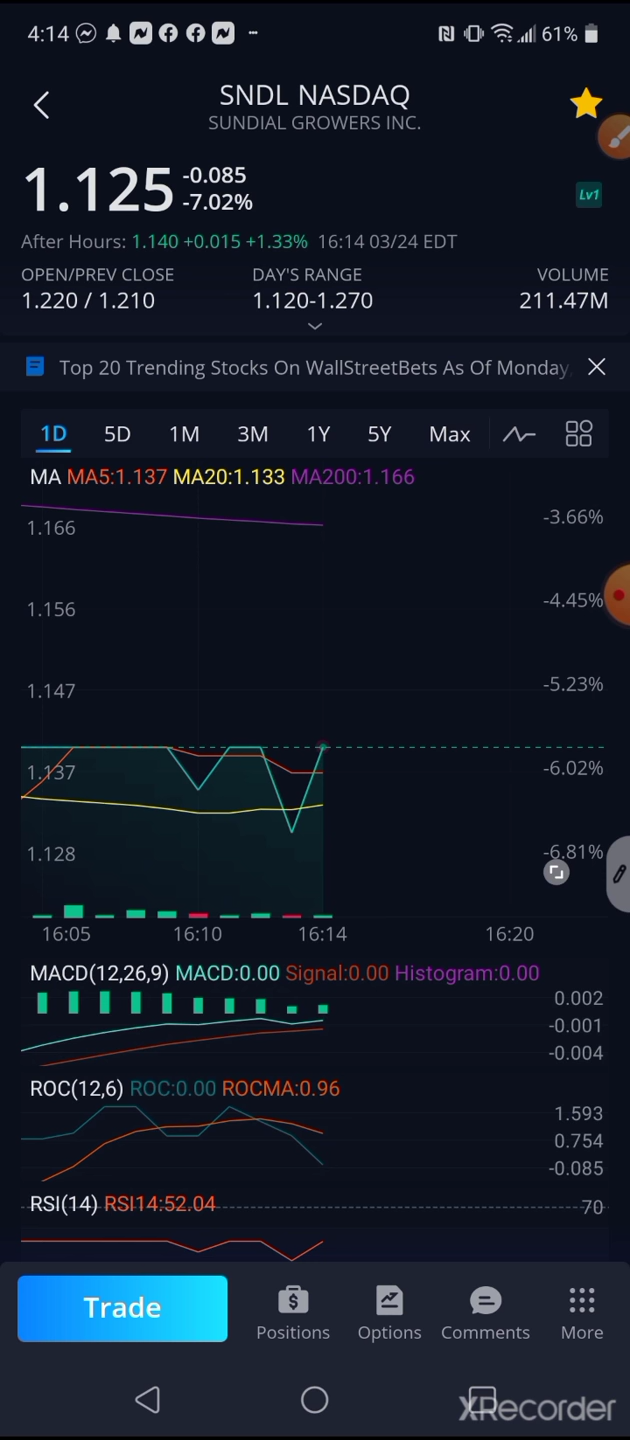 4:14 61%
SNDL NASDAQ
SUNDIAL GROWERS INC.
1.125 -0.085
-7.02%
Lv1
After Hours: 1.140 +0.015 +1.33% 16:14 03/24 EDT
OPEN/PREV CLOSE DAY'S RANGE VOLUME
1.220 / 1.210 1.120-1.270 211.47M
Top 20 Trending Stocks On WallStreetBets As Of Monday,
1D 5D 1M 3M 1Y 5Y Max
MA MA5:1.137 MA20:1.133 MA200:1.166
1.166 -3.66%
1.156 -4.45%
1.147 -5.23%
1.137 -6.02%
1.128 -6.81%
16:05 16:10 16:14 16:20
MACD(12,26,9) MACD:0.00 Signal:0.00 Histogram:0.00
0.002
-0.001
-0.004
ROC(12,6) ROC:0.00 ROCMA:0.96
1.593
0.754
-0.085
RSI(14) RSI14:52.04 70
Trade
Positions Options Comments More
XRecorder